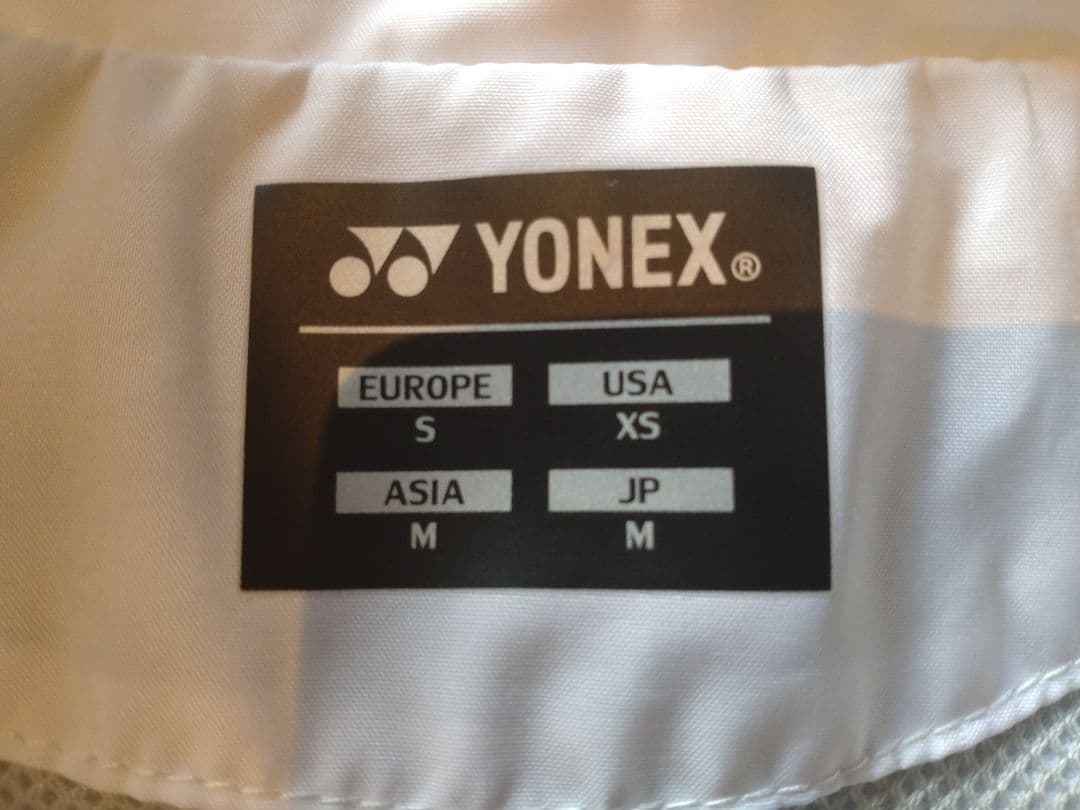 YONEX®
EUROPE USA
S XS
ASIA JP
M M